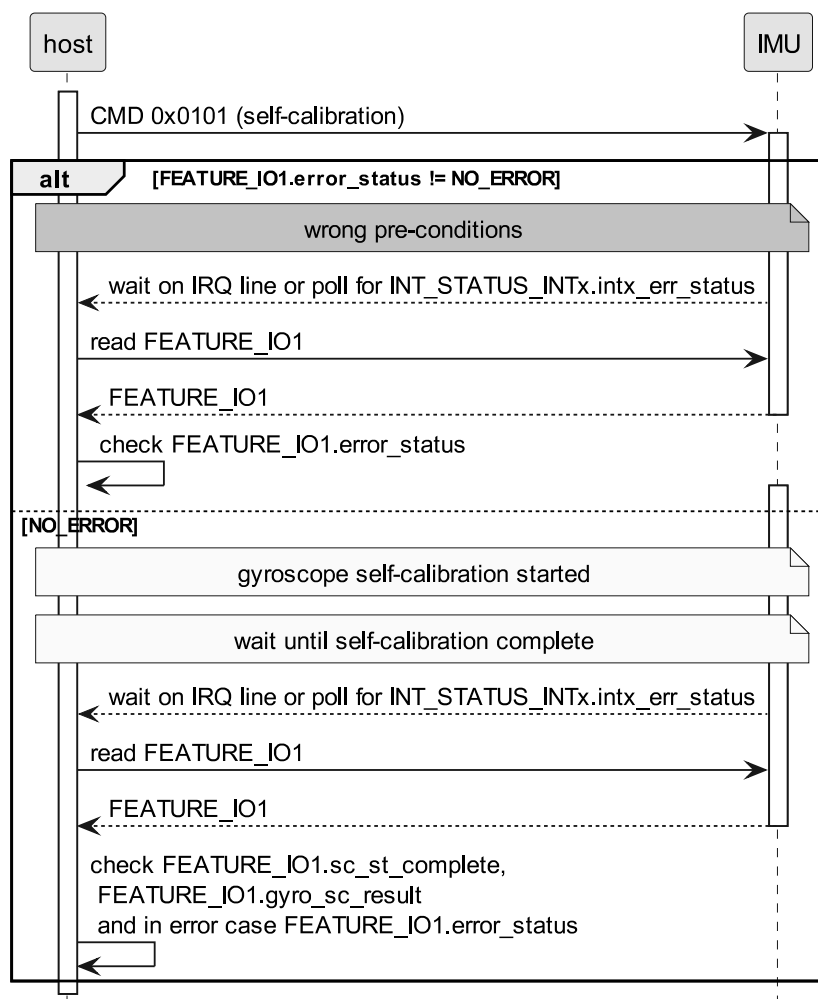 host
IMU
CMD 0x0101 (self-calibration)
alt
[FEATURE_IO1.error_status != NO_ERROR]
wrong pre-conditions
wait on IRQ line or poll for INT_STATUS_INTx.intx_err_status
read FEATURE_IO1
FEATURE_IO1
check FEATURE_IO1.error_status
[NO_ERROR]
gyroscope self-calibration started
wait until self-calibration complete
wait on IRQ line or poll for INT_STATUS_INTx.intx_err_status
read FEATURE_IO1
FEATURE_IO1
check FEATURE_IO1.sc_st_complete,
FEATURE_IO1.gyro_sc_result
and in error case FEATURE_IO1.error_status